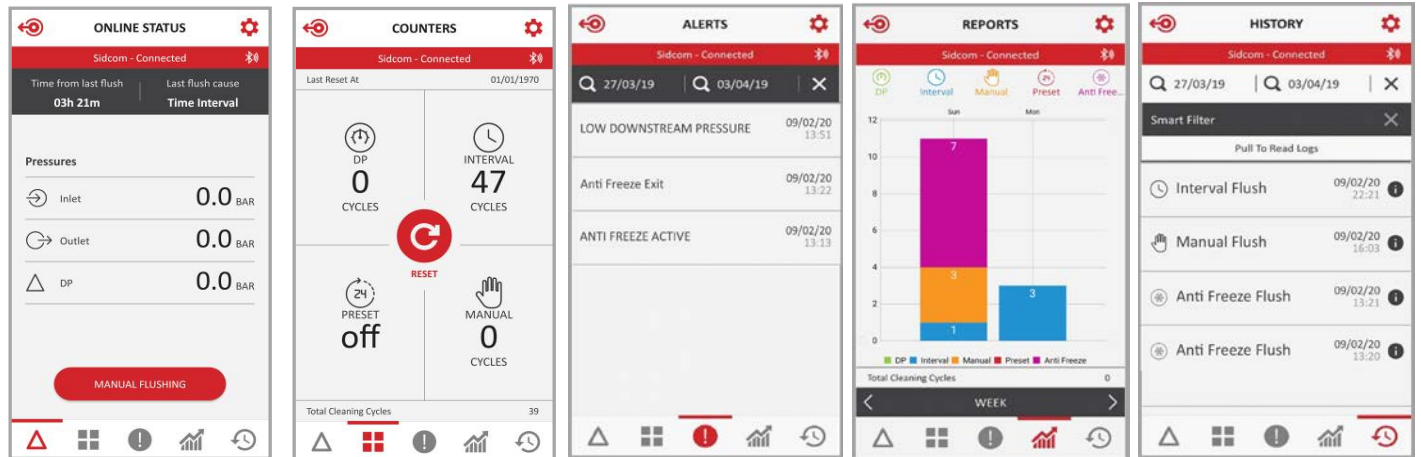 ONLINE STATUS
Sidcom - Connected
Time from last flush
03h 21m
Last flush cause
Time Interval
Pressures
Inlet 0.0 BAR
Outlet 0.0 BAR
DP 0.0 BAR
MANUAL FLUSHING
COUNTERS
Sidcom - Connected
Last Reset At 01/01/1970
DP
0
CYCLES
INTERVAL
47
CYCLES
RESET
24
PRESET
off
MANUAL
0
CYCLES
Total Cleaning Cycles 39
ALERTS
Sidcom - Connected
27/03/19 03/04/19
LOW DOWNSTREAM PRESSURE 09/02/20
13:51
Anti Freeze Exit 09/02/20
13:22
ANTI FREEZE ACTIVE 09/02/20
13:13
REPORTS
Sidcom - Connected
24
DP Interval Manual Preset Anti Free...
Sun Mon
12
10
8
6
4
2
0
7
3
1
3
DP Interval Manual Preset Anti Freeze
Total Cleaning Cycles 0
WEEK
HISTORY
Sidcom - Connected
27/03/19 03/04/19
Smart Filter
Pull To Read Logs
Interval Flush 09/02/20
22:21
Manual Flush 09/02/20
16:03
Anti Freeze Flush 09/02/20
13:21
Anti Freeze Flush 09/02/20
13:20